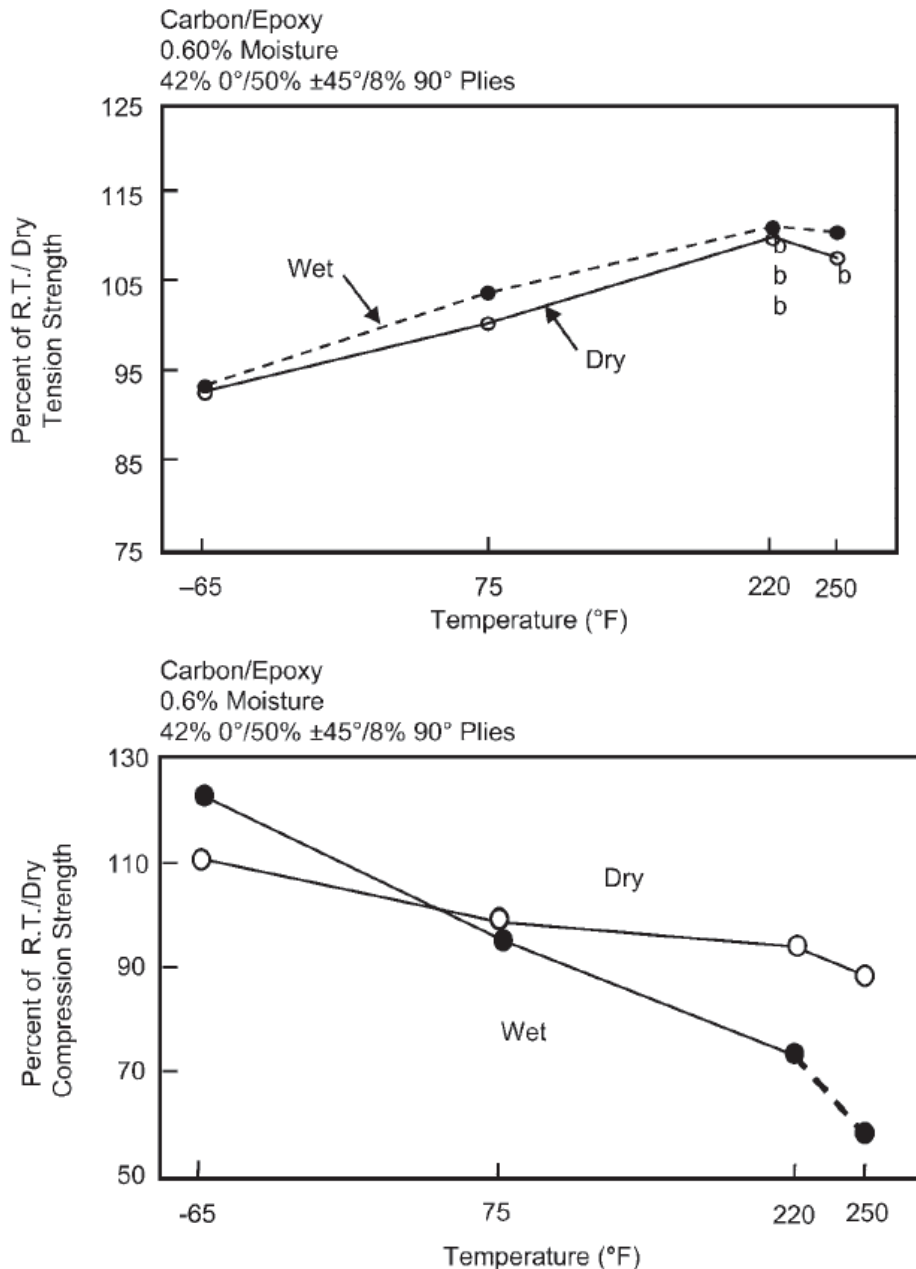 Carbon/Epoxy
0.60% Moisture
42% 0°/50% ±45°/8% 90° Plies
Percent of R.T./ Dry
Tension Strength
125
115
105
95
85
75
Wet
Dry
b
b
b
b
–65
75
220
250
Temperature (°F)
Carbon/Epoxy
0.6% Moisture
42% 0°/50% ±45°/8% 90° Plies
Percent of R.T./Dry
Compression Strength
130
110
90
70
50
Dry
Wet
-65
75
220
250
Temperature (°F)